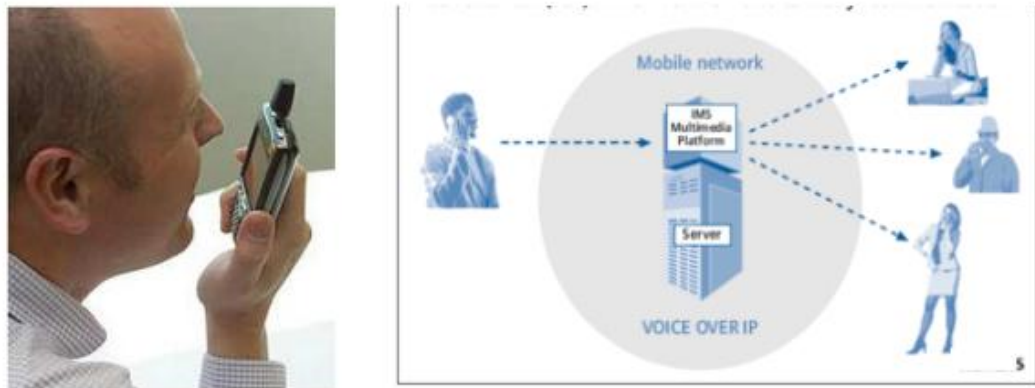 Mobile network
IMS
Multimedia
Platform
Server
VOICE OVER IP
5